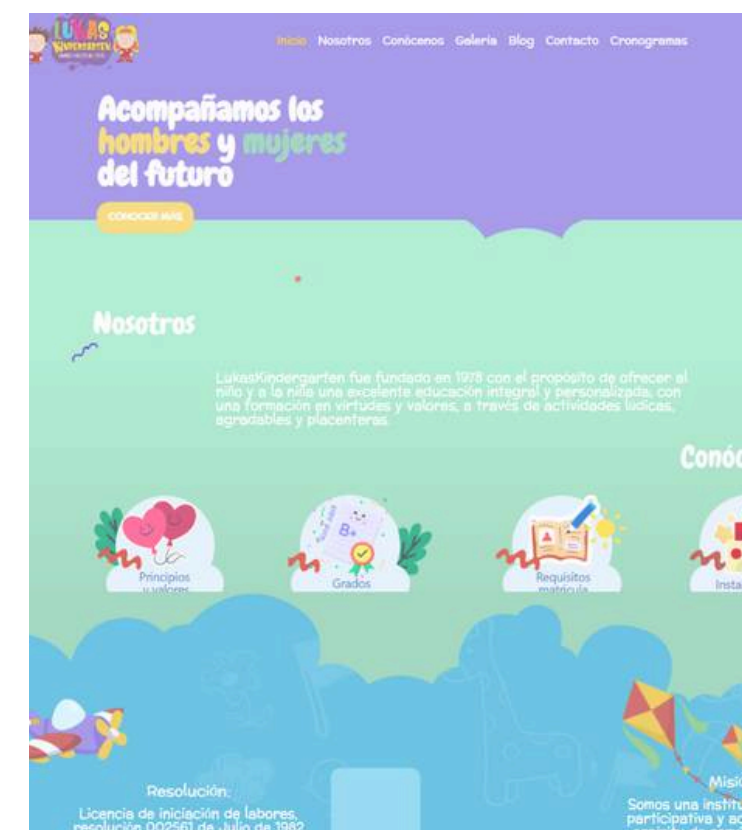 LUKAS
KINDERGARTEN
Inicio Nosotros Conócenos Galería Blog Contacto Cronogramas
Acompañamos los
hombres y mujeres
del futuro
CONOCER MÁS
Nosotros
LukasKindergarten fue fundado en 1978 con el propósito de ofrecer al
niño y a la niña una excelente educación integral y personalizada; con
una formación en virtudes y valores, a través de actividades lúdicas,
agradables y placenteras.
Conóc
B+
Principios
y valores
Grados
Requisitos
matrícula
Insta
Resolución:
Licencia de iniciación de labores,
resolución 002561 de Julio de 1982
Misió
Somos una institu
participativa y ac